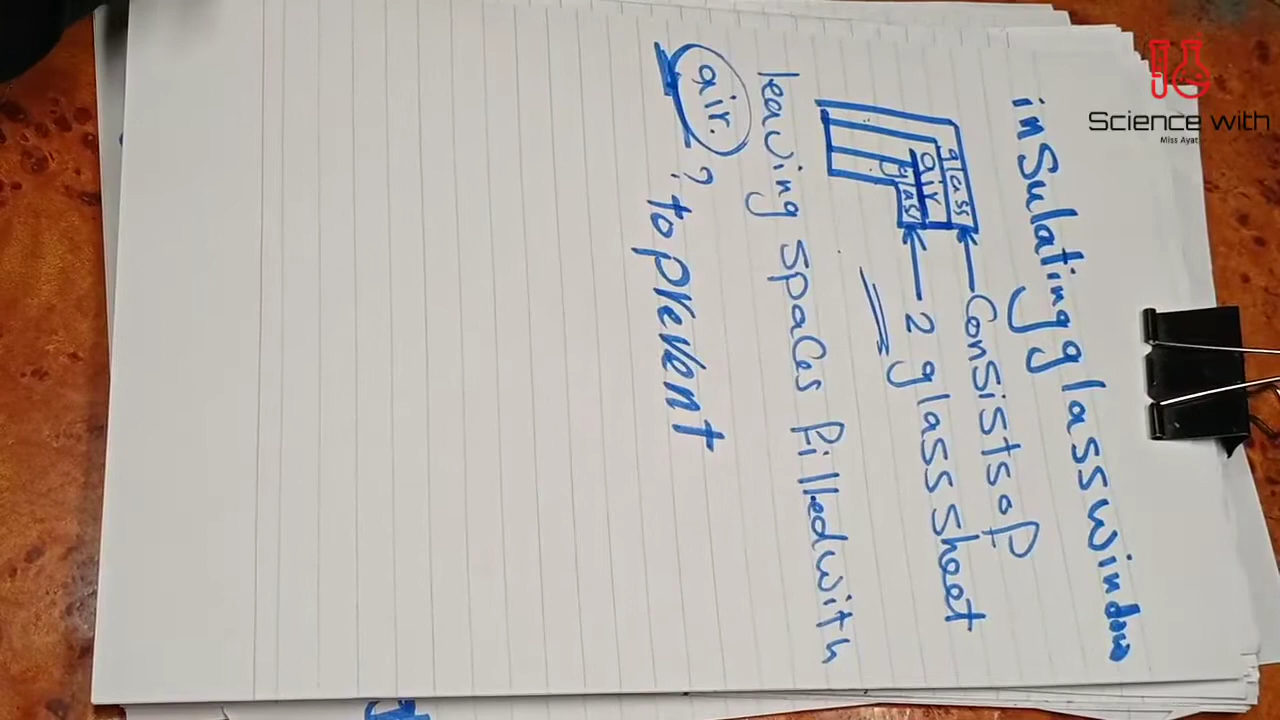 insulating glass window
Consists of
2 glass sheet
glass
air
glass
leaving spaces filled with
air. ? to prevent
Science with
Miss Ayat